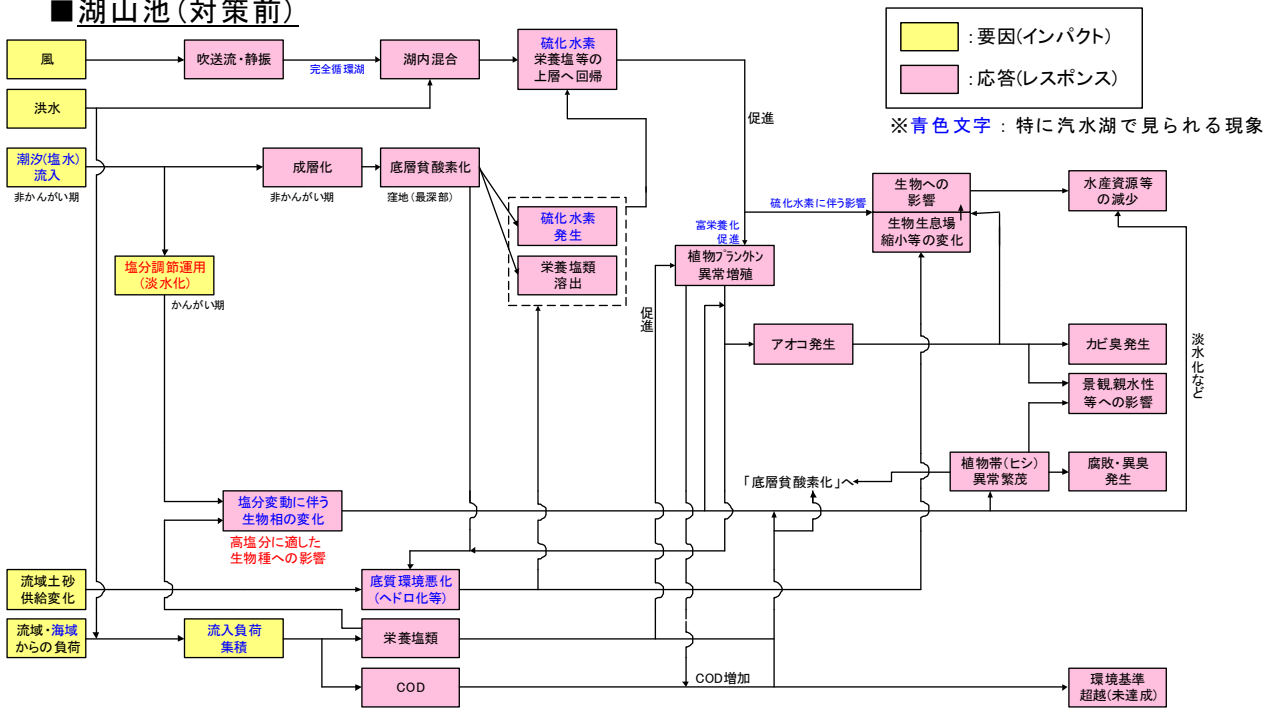 ■湖山池(対策前)
：要因(インパクト)
：応答(レスポンス)
※青色文字：特に汽水湖で見られる現象
風
吹送流・静振
完全循環湖
湖内混合
硫化水素
栄養塩等の
上層へ回帰
促進
洪水
潮汐(塩水)
流入
非かんがい期
成層化
非かんがい期
底層貧酸素化
窪地(最深部)
硫化水素
発生
栄養塩類
溶出
塩分調節運用
(淡水化)
かんがい期
硫化水素に伴う影響
富栄養化
促進
植物プランクトン
異常増殖
促進
生物への
影響
生物生息場
縮小等の変化
水産資源等
の減少
アオコ発生
カビ臭発生
淡水化など
景観,親水性
等への影響
植物帯(ヒシ)
異常繁茂
腐敗・異臭
発生
「底層貧酸素化」へ
塩分変動に伴う
生物相の変化
高塩分に適した
生物種への影響
流域土砂
供給変化
底質環境悪化
(ヘドロ化等)
流域・海域
からの負荷
流入負荷
集積
栄養塩類
COD
COD増加
環境基準
超越(未達成)